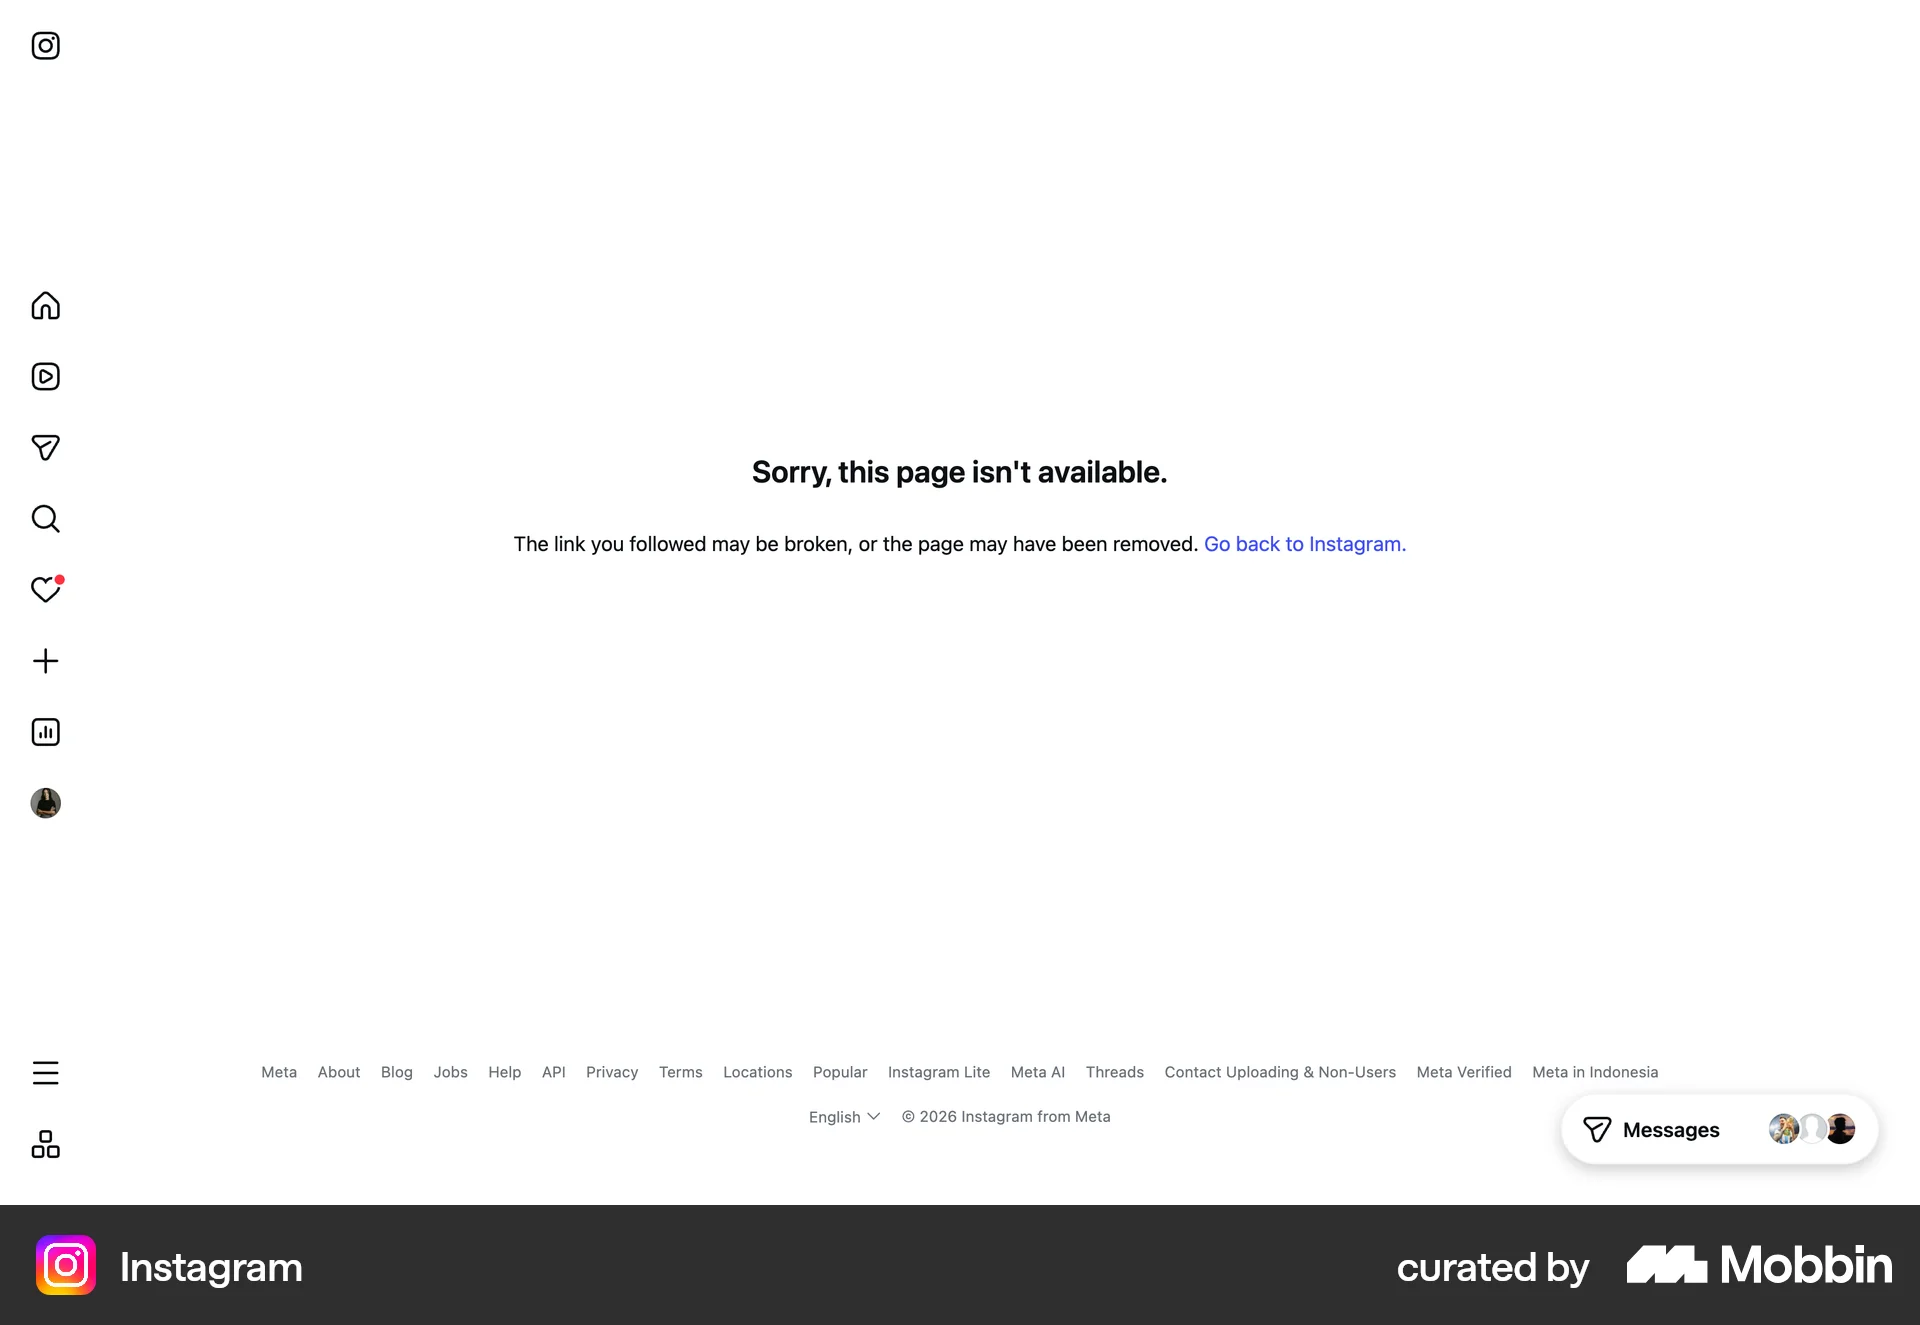 Sorry, this page isn't available.
The link you followed may be broken, or the page may have been removed. Go back to Instagram.
Meta About Blog Jobs Help API Privacy Terms Locations Popular Instagram Lite Meta AI Threads Contact Uploading & Non-Users Meta Verified Meta in Indonesia
English © 2026 Instagram from Meta
Messages
Instagram curated by Mobbin